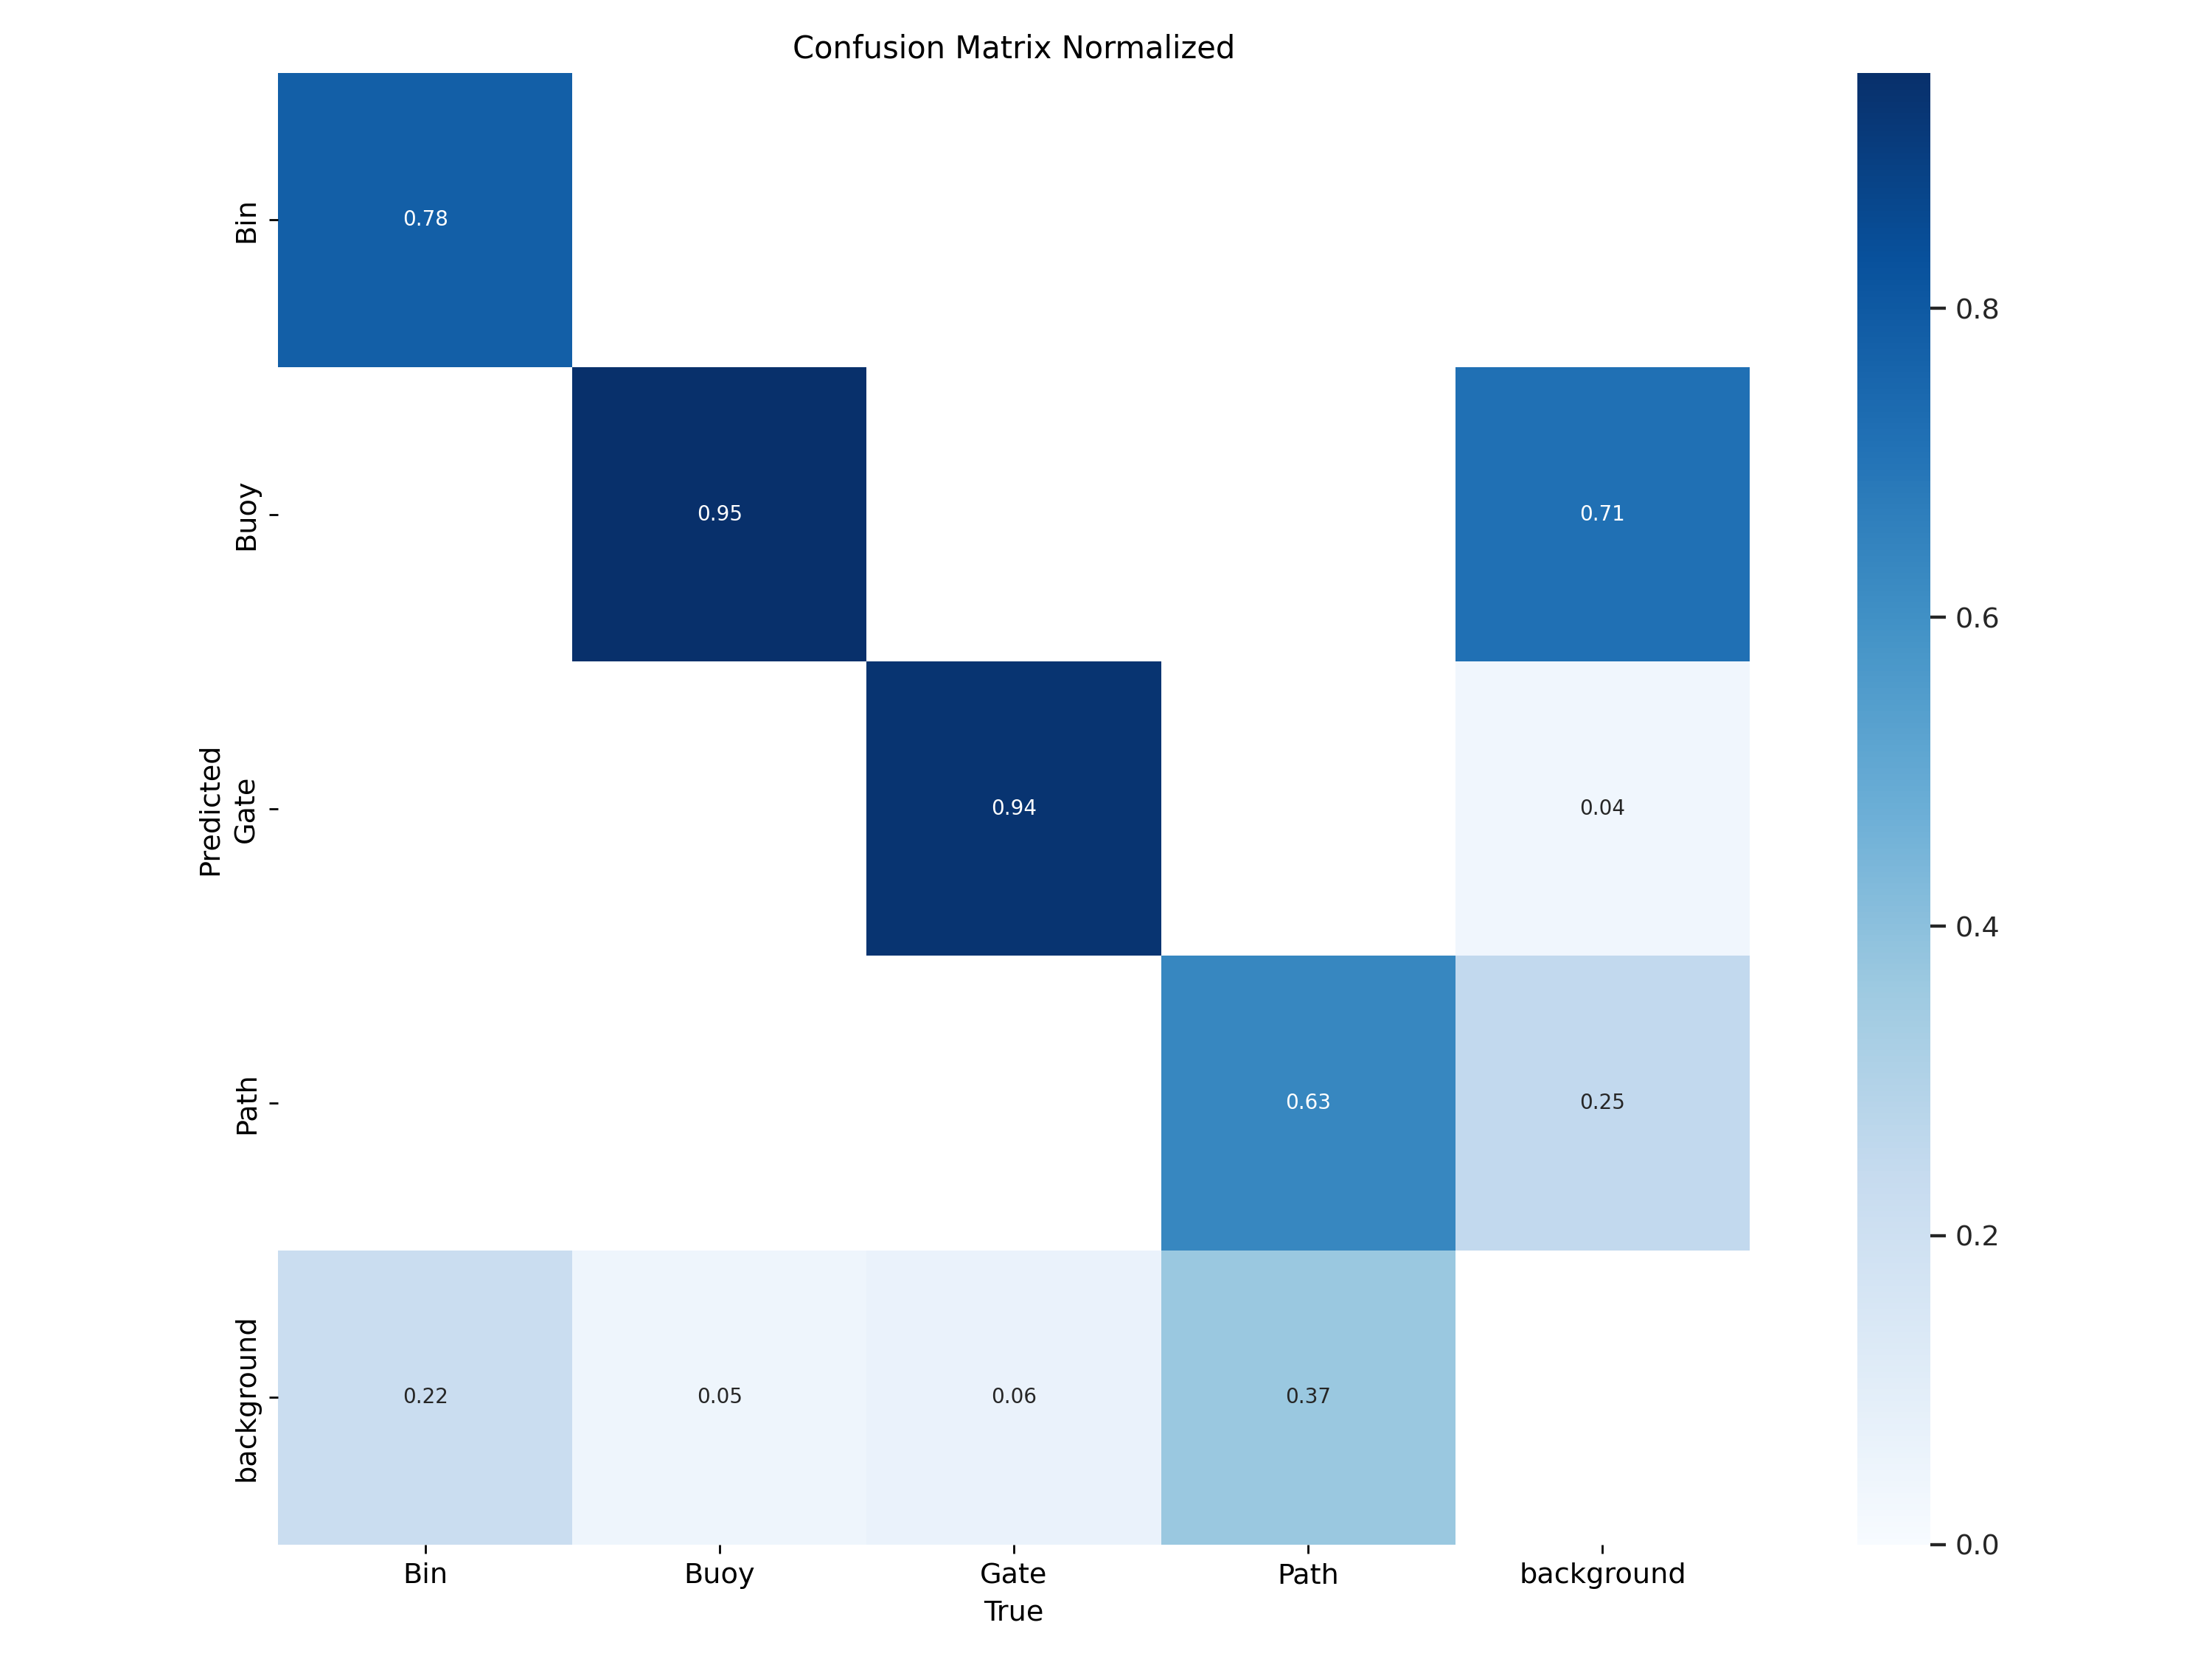 Confusion Matrix Normalized
Bin
0.78
0.8
Buoy
0.95
0.71
0.6
Predicted
Gate
0.94
0.04
0.4
Path
0.63
0.25
0.2
background
0.22
0.05
0.06
0.37
0.0
Bin
Buoy
Gate
Path
background
True